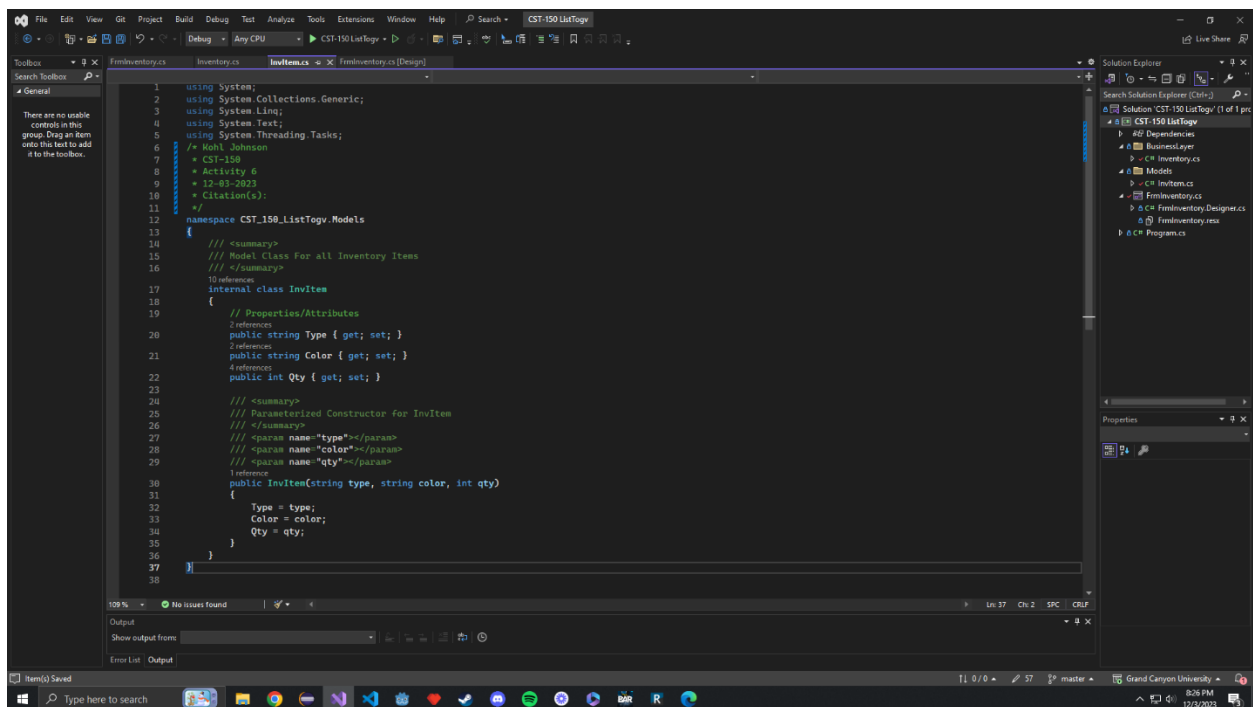 File Edit View Git Project Build Debug Test Analyze Tools Extensions Window Help Search CST-150 ListTogv
Debug Any CPU CST-150 ListTogv Live Share
Toolbox
Search Toolbox
General
There are no usable
controls in this
group. Drag an item
onto this text to add
it to the toolbox.
FrmInventory.cs Inventory.cs InvItem.cs FrmInventory.cs [Design]
1 using System;
2 using System.Collections.Generic;
3 using System.Linq;
4 using System.Text;
5 using System.Threading.Tasks;
6 /* Kohl Johnson
7 * CST-150
8 * Activity 6
9 * 12-03-2023
10 * Citation(s):
11 */
12 namespace CST_150_ListTogv.Models
13 {
14 /// <summary>
15 /// Model Class For all Inventory Items
16 /// </summary>
10 references
17 internal class InvItem
18 {
19 // Properties/Attributes
2 references
20 public string Type { get; set; }
2 references
21 public string Color { get; set; }
4 references
22 public int Qty { get; set; }
23
24 /// <summary>
25 /// Parameterized Constructor for InvItem
26 /// </summary>
27 /// <param name="type"></param>
28 /// <param name="color"></param>
29 /// <param name="qty"></param>
1 reference
30 public InvItem(string type, string color, int qty)
31 {
32 Type = type;
33 Color = color;
34 Qty = qty;
35 }
36 }
37 }
38
109 % No issues found Ln: 37 Ch: 2 SPC CRLF
Output
Show output from:
Error List Output
Solution Explorer
Search Solution Explorer (Ctrl+;)
Solution 'CST-150 ListTogv' (1 of 1 pro
CST-150 ListTogv
Dependencies
BusinessLayer
C# Inventory.cs
Models
C# InvItem.cs
FrmInventory.cs
C# FrmInventory.Designer.cs
FrmInventory.resx
C# Program.cs
Properties
Item(s) Saved 0 / 0 57 master Grand Canyon University
Type here to search BAR R 8:26 PM
12/3/2023